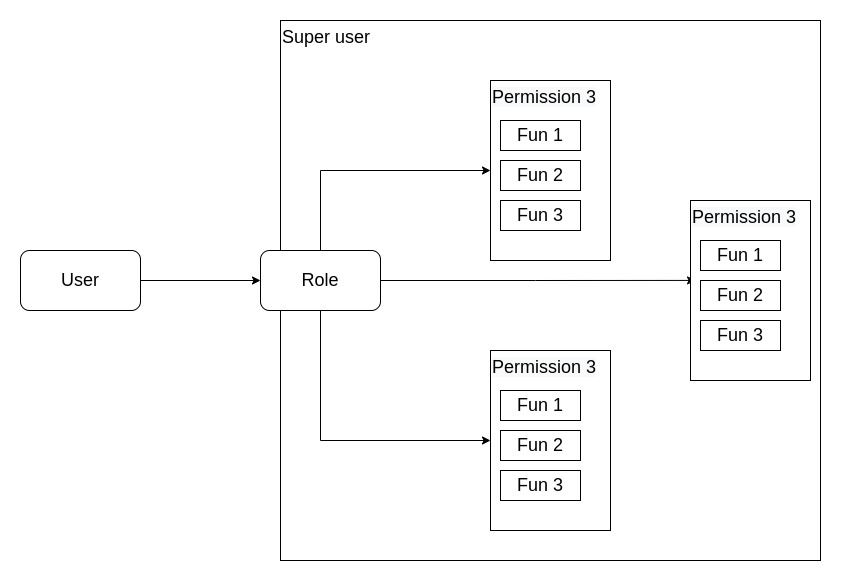 Super user
Permission 3
Fun 1
Fun 2
Fun 3
Permission 3
Fun 1
Fun 2
Fun 3
User
Role
Permission 3
Fun 1
Fun 2
Fun 3